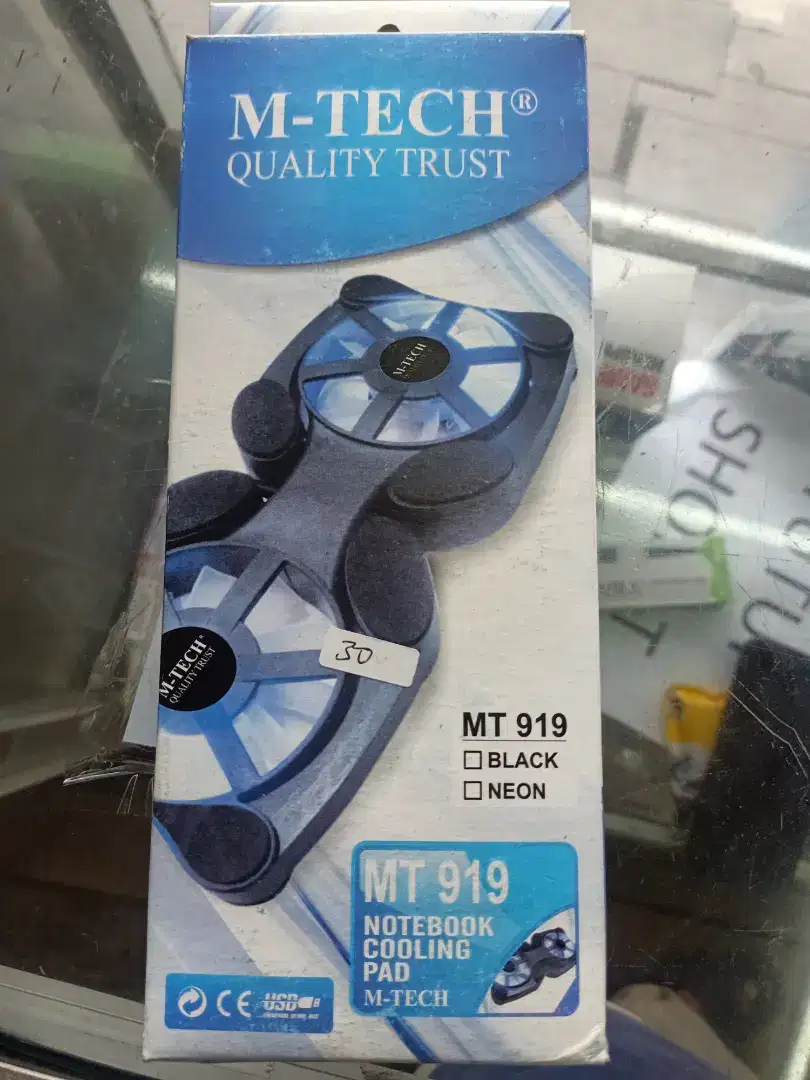 M-TECH®
QUALITY TRUST
M-TECH
M-TECH®
QUALITY TRUST
30
MT 919
BLACK
NEON
MT 919
NOTEBOOK
COOLING
PAD
M-TECH
CE
USB
SHOT